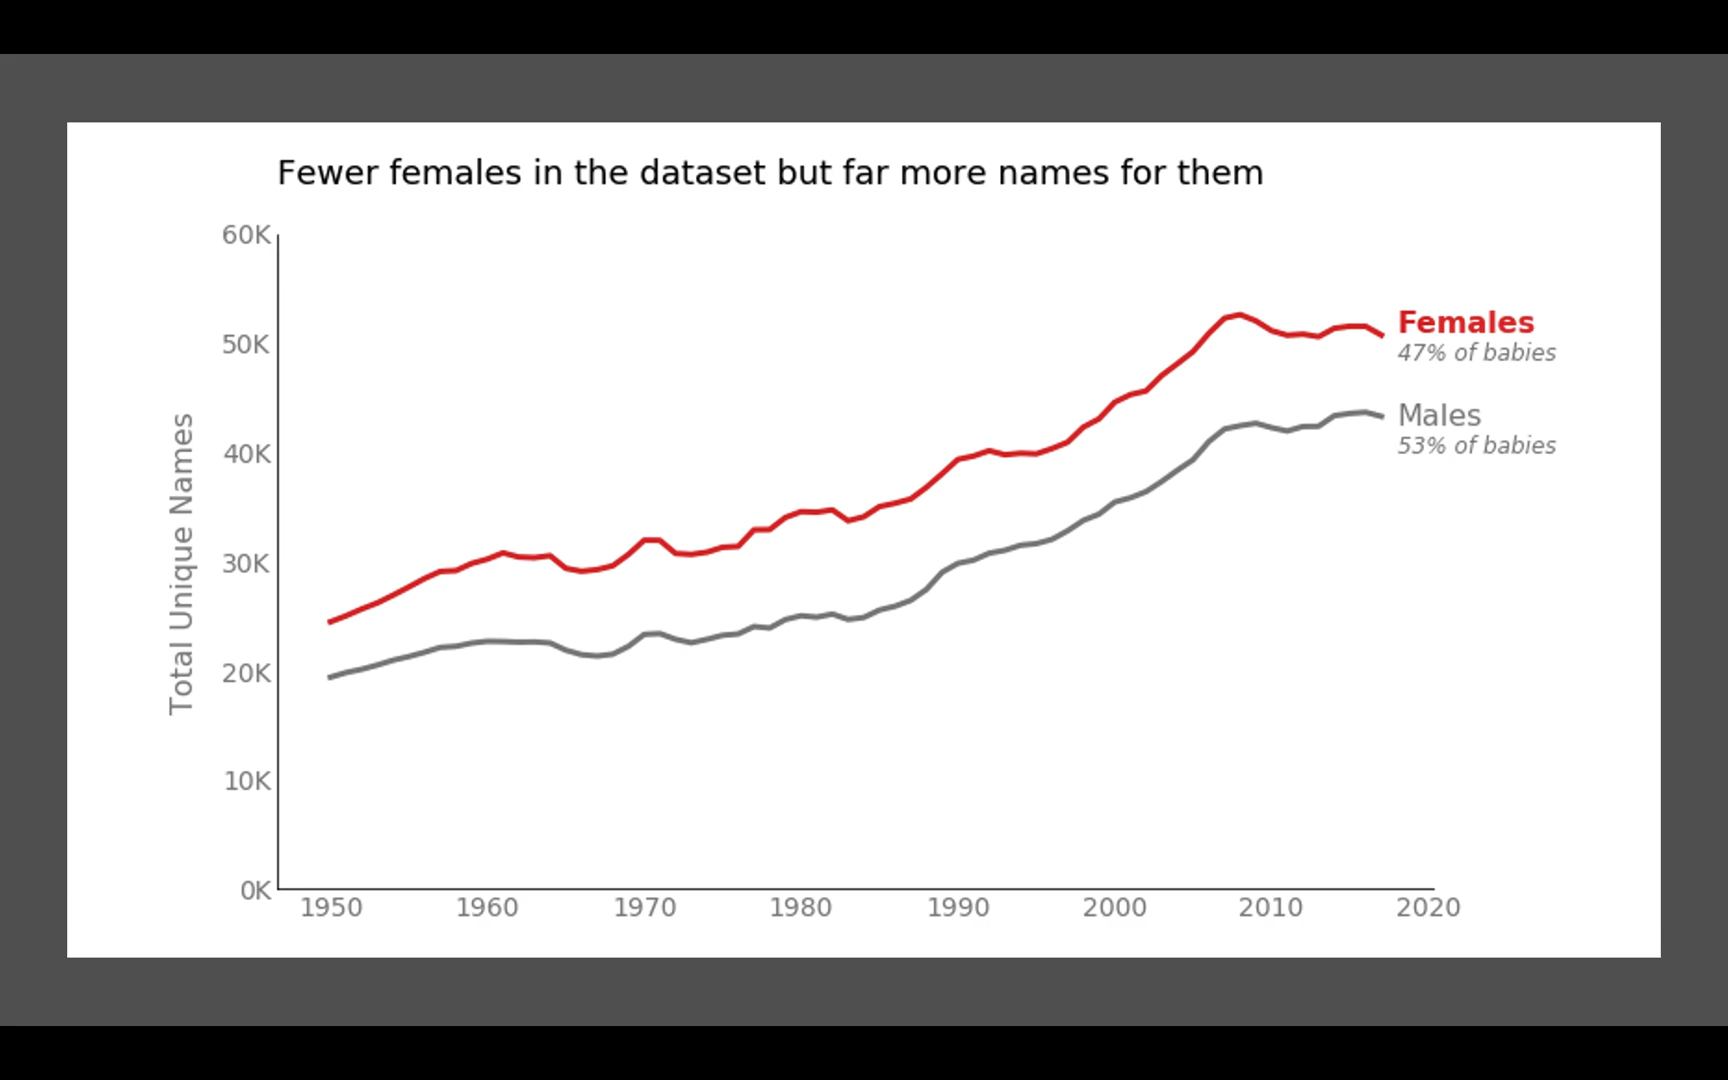 Fewer females in the dataset but far more names for them
60K
50K
40K
30K
20K
10K
0K
Total Unique Names
Females
47% of babies
Males
53% of babies
1950 1960 1970 1980 1990 2000 2010 2020